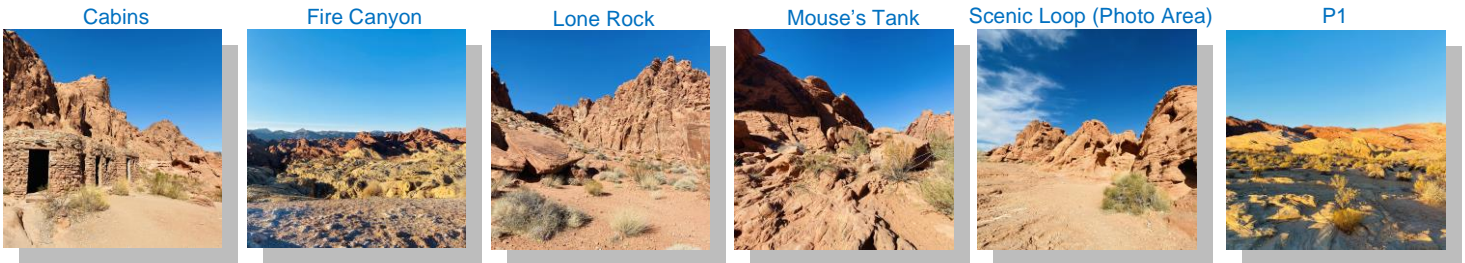 Cabins
Fire Canyon
Lone Rock
Mouse's Tank
Scenic Loop (Photo Area)
P1